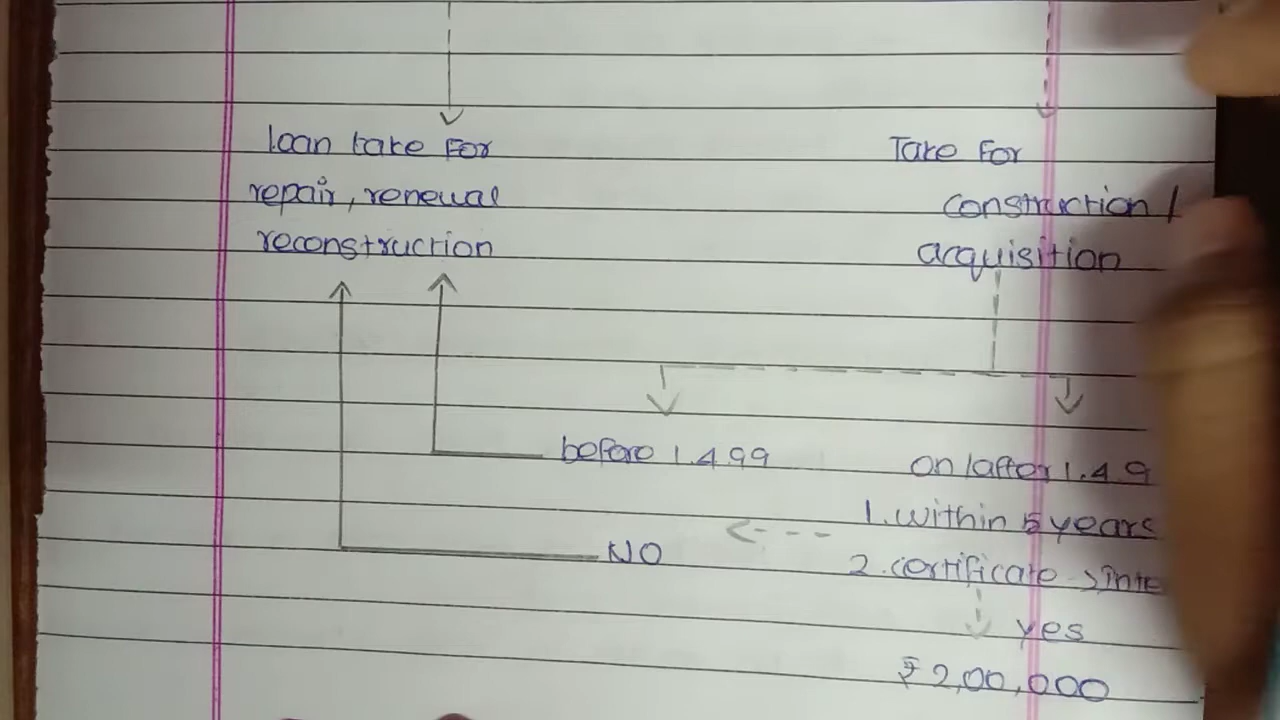 loan take for
repair, renewal
reconstruction
Take for
construction /
acquisition
before 1.4.99
on/after 1.4.9
1. within 5 years
NO
2. certificate →
yes
₹ 2,00,000